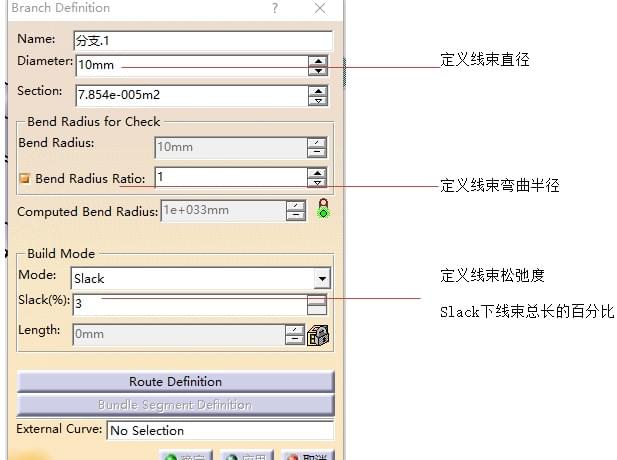 Branch Definition
Name: 分支.1
Diameter: 10mm
定义线束直径
Section: 7.854e-005m2
Bend Radius for Check
Bend Radius: 10mm
Bend Radius Ratio: 1
定义线束弯曲半径
Computed Bend Radius: 1e+033mm
Build Mode
Mode: Slack
定义线束松弛度
Slack(%): 3
Slack下线束总长的百分比
Length: 0mm
Route Definition
Bundle Segment Definition
External Curve: No Selection
确定 应用 取消